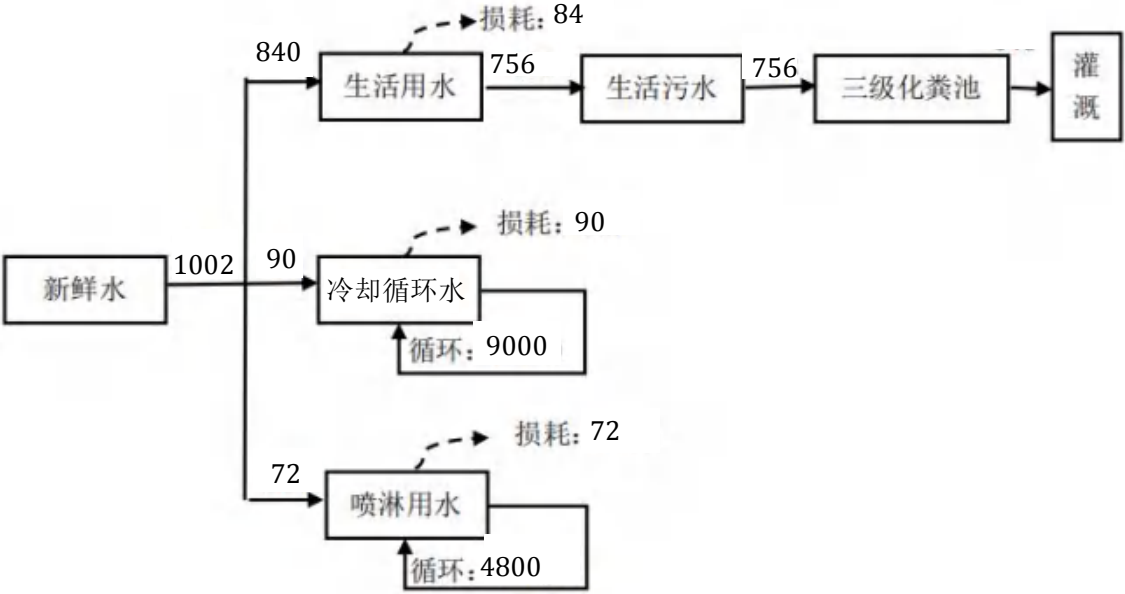 损耗：84
840
生活用水
756
生活污水
756
三级化粪池
灌溉
损耗：90
新鲜水
1002
90
冷却循环水
循环：9000
损耗：72
72
喷淋用水
循环：4800